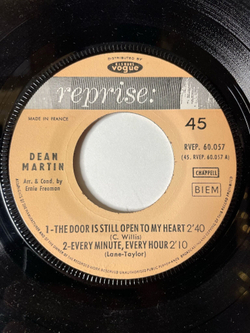 DISTRIBUTED BY
DISQUES
vogue
reprise:
MADE IN FRANCE
45
RVEP. 60.057
(45. RVEP. 60.057 A)
DEAN
MARTIN
Arr. & Cond. by
Ernie Freeman
CHAPPELL
BIEM
1-THE DOOR IS STILL OPEN TO MY HEART 2'40
(C. Willis)
2-EVERY MINUTE, EVERY HOUR 2'10
(Lane-Taylor)